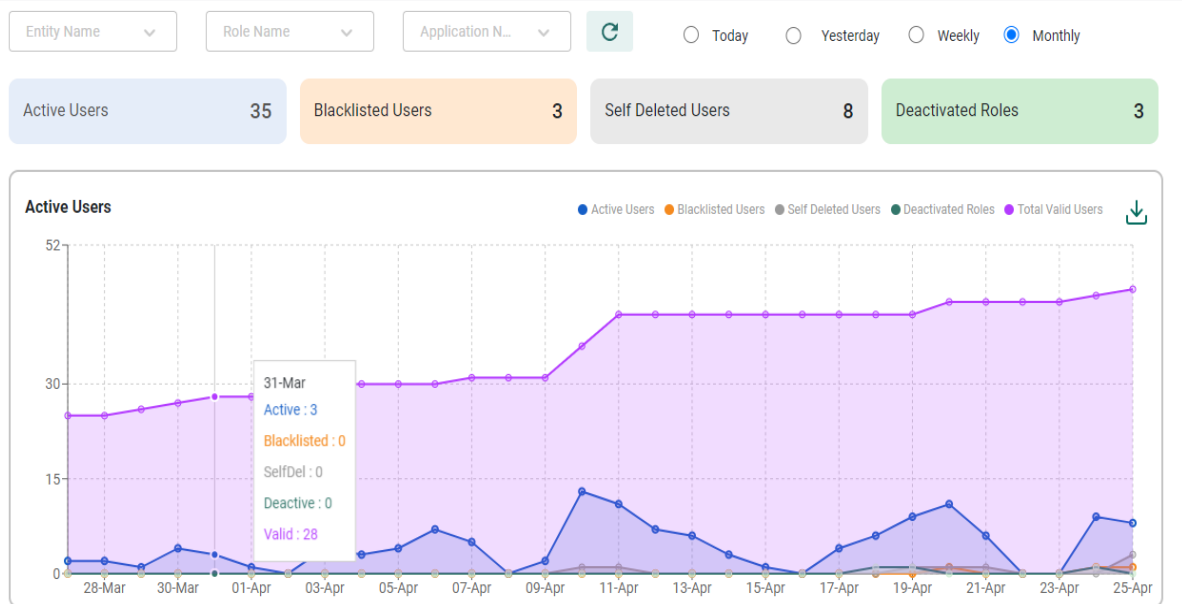 Entity Name
Role Name
Application N...
Today
Yesterday
Weekly
Monthly
Active Users 35
Blacklisted Users 3
Self Deleted Users 8
Deactivated Roles 3
Active Users
Active Users Blacklisted Users Self Deleted Users Deactivated Roles Total Valid Users
52
30
15
0
31-Mar
Active : 3
Blacklisted : 0
SelfDel : 0
Deactive : 0
Valid : 28
28-Mar 30-Mar 01-Apr 03-Apr 05-Apr 07-Apr 09-Apr 11-Apr 13-Apr 15-Apr 17-Apr 19-Apr 21-Apr 23-Apr 25-Apr